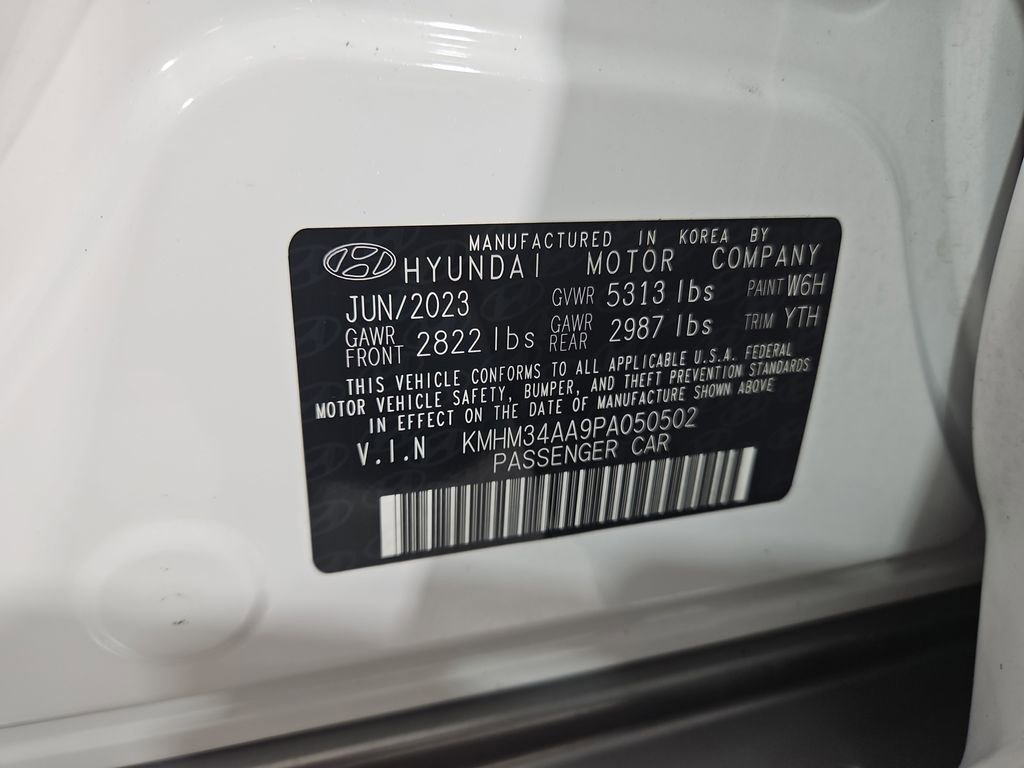 MANUFACTURED IN KOREA BY
HYUNDAI MOTOR COMPANY
JUN/2023 GVWR 5313 lbs PAINT W6H
GAWR FRONT 2822 lbs GAWR REAR 2987 lbs TRIM YTH
THIS VEHICLE CONFORMS TO ALL APPLICABLE U.S.A. FEDERAL
MOTOR VEHICLE SAFETY, BUMPER, AND THEFT PREVENTION STANDARDS
IN EFFECT ON THE DATE OF MANUFACTURE SHOWN ABOVE
V.I.N KMHM34AA9PA050502
PASSENGER CAR